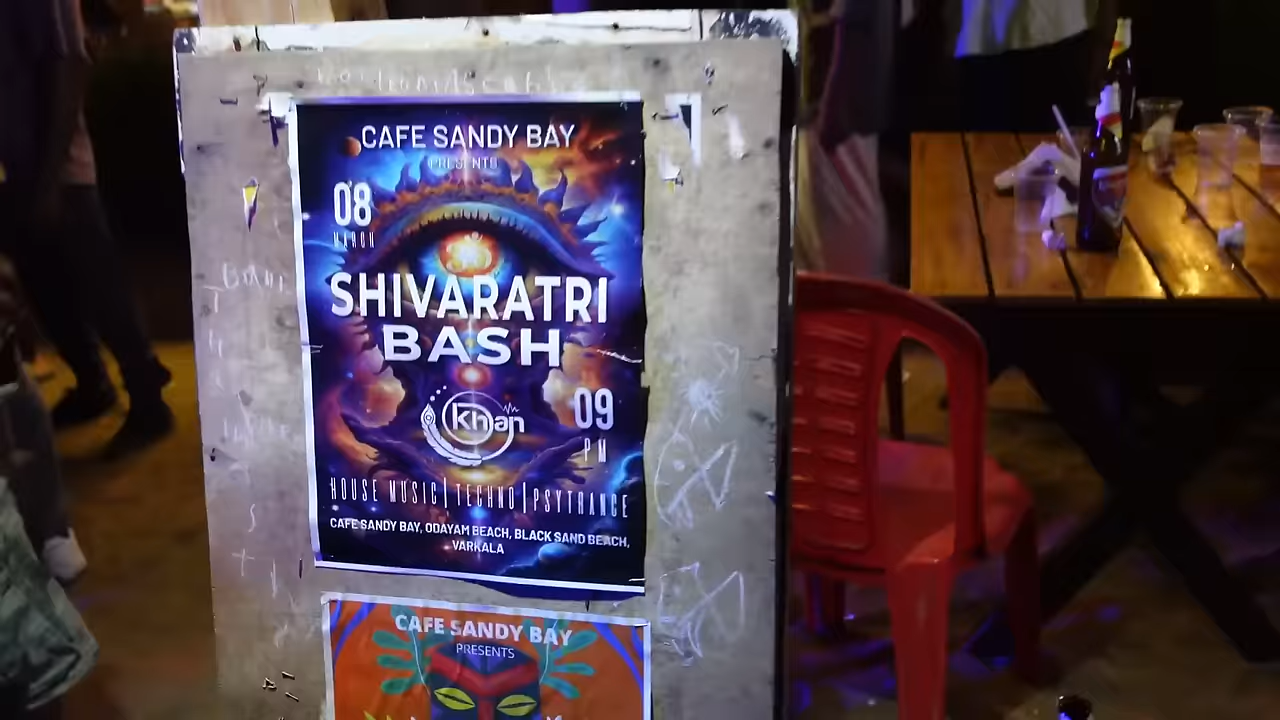 CAFE SANDY BAY
PRESENTS
08
MARCH
SHIVARATRI
BASH
khan
09
PM
HOUSE MUSIC|TECHNO|PSYTRANCE
CAFE SANDY BAY, ODAYAM BEACH, BLACK SAND BEACH,
VARKALA
CAFE SANDY BAY
PRESENTS